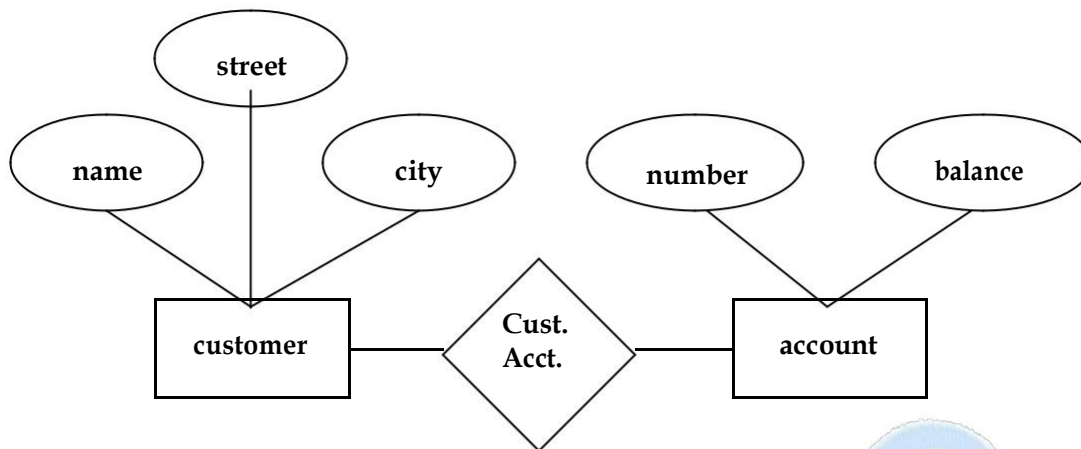 street
name
city
number
balance
customer
Cust.
Acct.
account